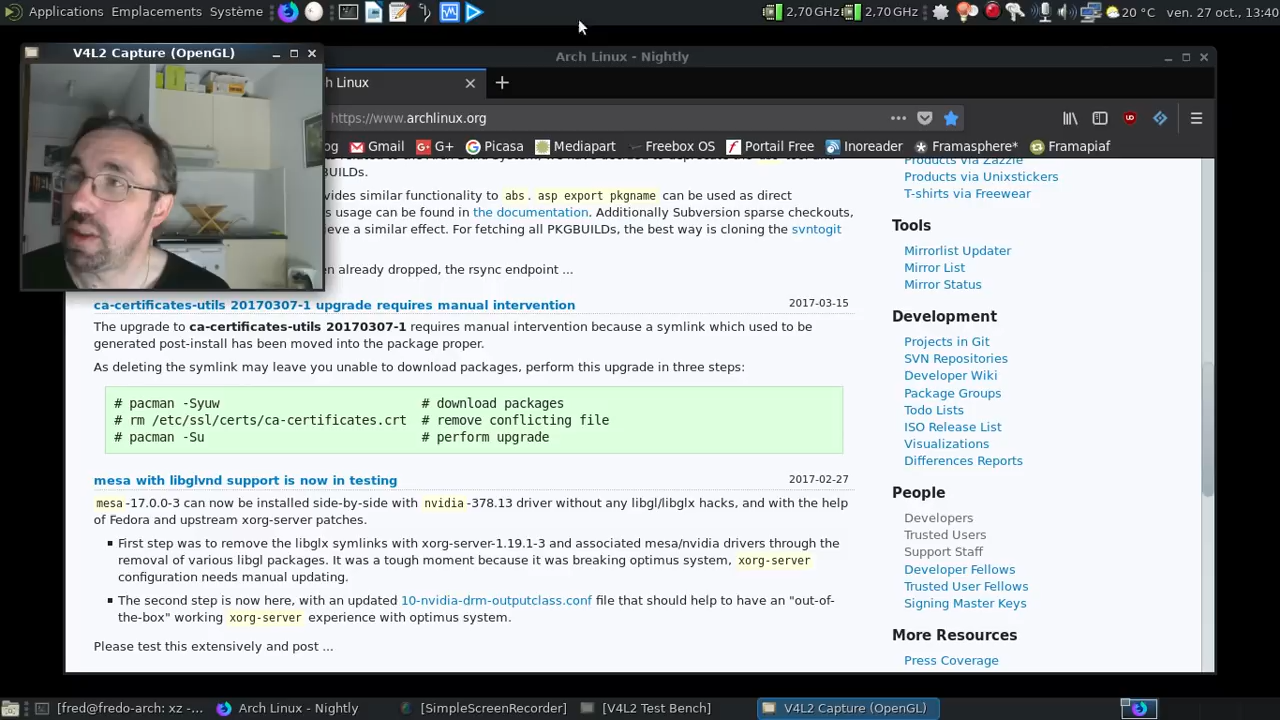 Applications Emplacements Système 2,70 GHz 2,70 GHz 20 °C ven. 27 oct., 13:40
V4L2 Capture (OpenGL)
Arch Linux - Nightly
h Linux
https://www.archlinux.org
og Gmail G+ Picasa Mediapart Freebox OS Portail Free Inoreader Framasphere* Framapiaf
UILDs.
vides similar functionality to abs. asp export pkgname can be used as direct
s usage can be found in the documentation. Additionally Subversion sparse checkouts,
ieve a similar effect. For fetching all PKGBUILDs, the best way is cloning the svntogit
en already dropped, the rsync endpoint ...
ca-certificates-utils 20170307-1 upgrade requires manual intervention 2017-03-15
The upgrade to ca-certificates-utils 20170307-1 requires manual intervention because a symlink which used to be
generated post-install has been moved into the package proper.
As deleting the symlink may leave you unable to download packages, perform this upgrade in three steps:
# pacman -Syuw # download packages
# rm /etc/ssl/certs/ca-certificates.crt # remove conflicting file
# pacman -Su # perform upgrade
mesa with libglvnd support is now in testing 2017-02-27
mesa-17.0.0-3 can now be installed side-by-side with nvidia-378.13 driver without any libgl/libglx hacks, and with the help
of Fedora and upstream xorg-server patches.
First step was to remove the libglx symlinks with xorg-server-1.19.1-3 and associated mesa/nvidia drivers through the
removal of various libgl packages. It was a tough moment because it was breaking optimus system, xorg-server
configuration needs manual updating.
The second step is now here, with an updated 10-nvidia-drm-outputclass.conf file that should help to have an "out-of-
the-box" working xorg-server experience with optimus system.
Please test this extensively and post ...
Products via Zazzle
Products via Unixstickers
T-shirts via Freewear
Tools
Mirrorlist Updater
Mirror List
Mirror Status
Development
Projects in Git
SVN Repositories
Developer Wiki
Package Groups
Todo Lists
ISO Release List
Visualizations
Differences Reports
People
Developers
Trusted Users
Support Staff
Developer Fellows
Trusted User Fellows
Signing Master Keys
More Resources
Press Coverage
[fred@fredo-arch: xz -... Arch Linux - Nightly [SimpleScreenRecorder] [V4L2 Test Bench] V4L2 Capture (OpenGL)